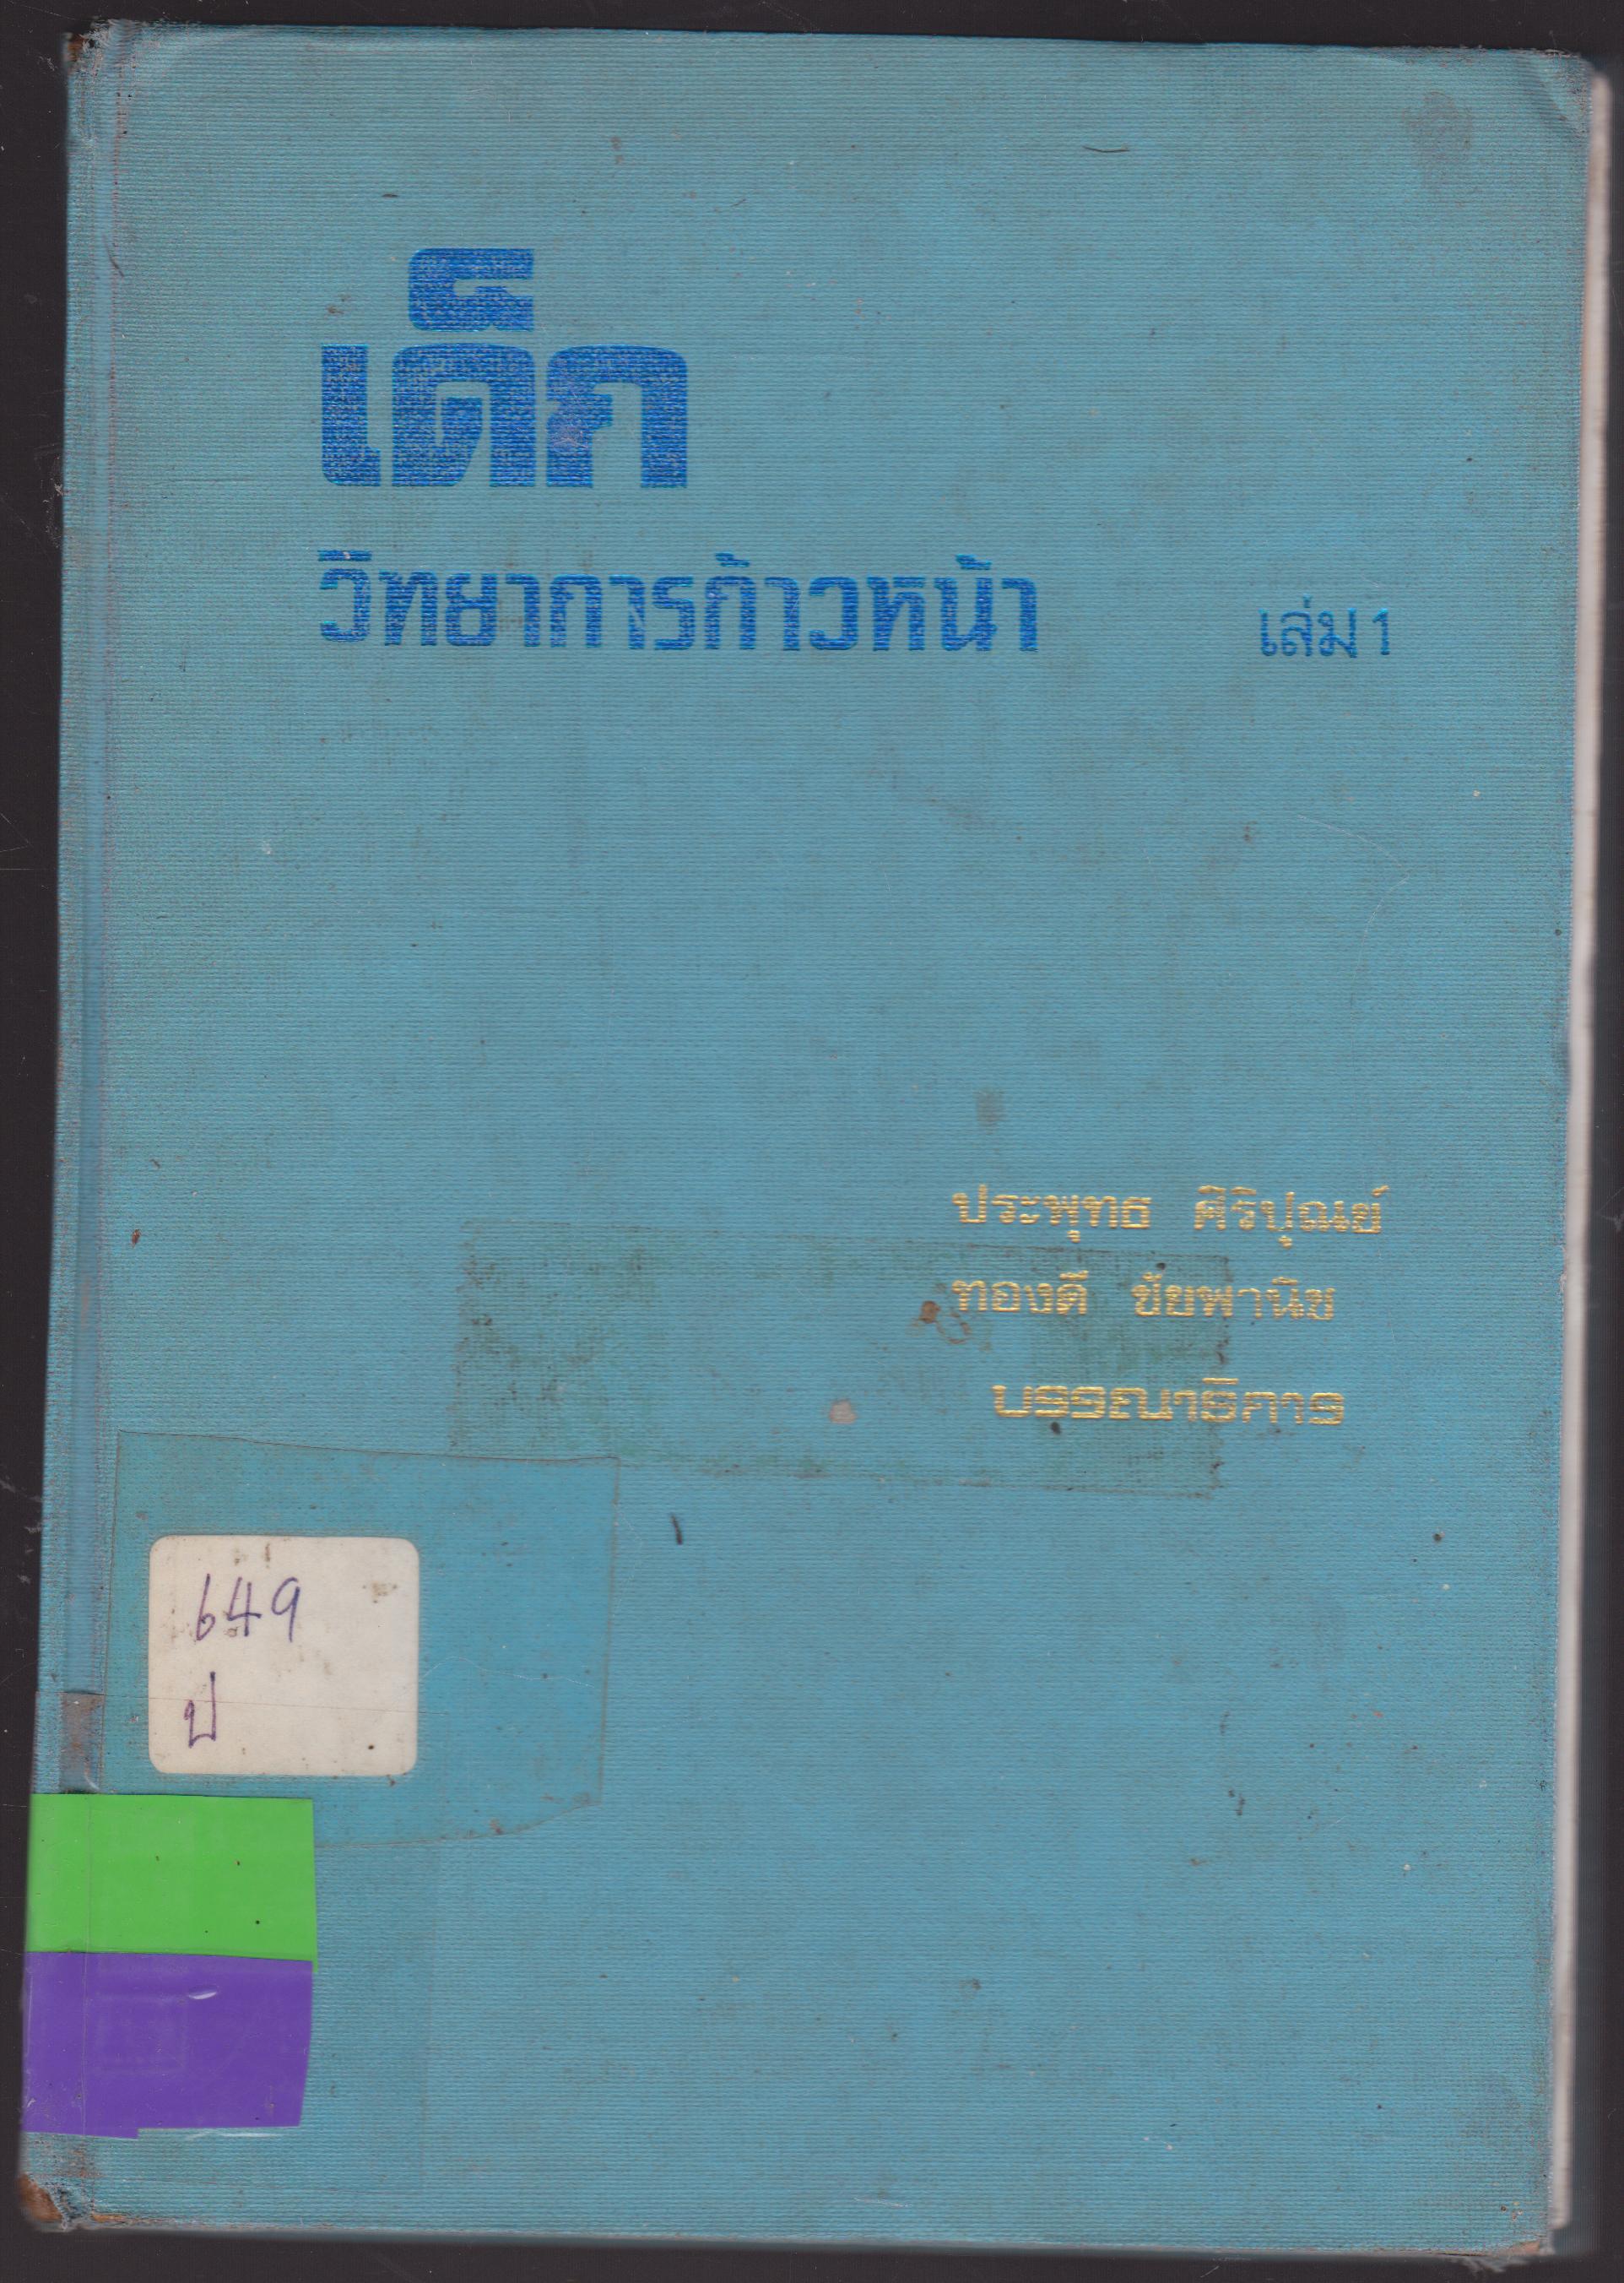 เด็ก
วิทยาการก้าวหน้า เล่ม 1
ประพุทธ ศิริปุณย์
ทองดี ชัยพานิช
บรรณาธิการ
649
ป